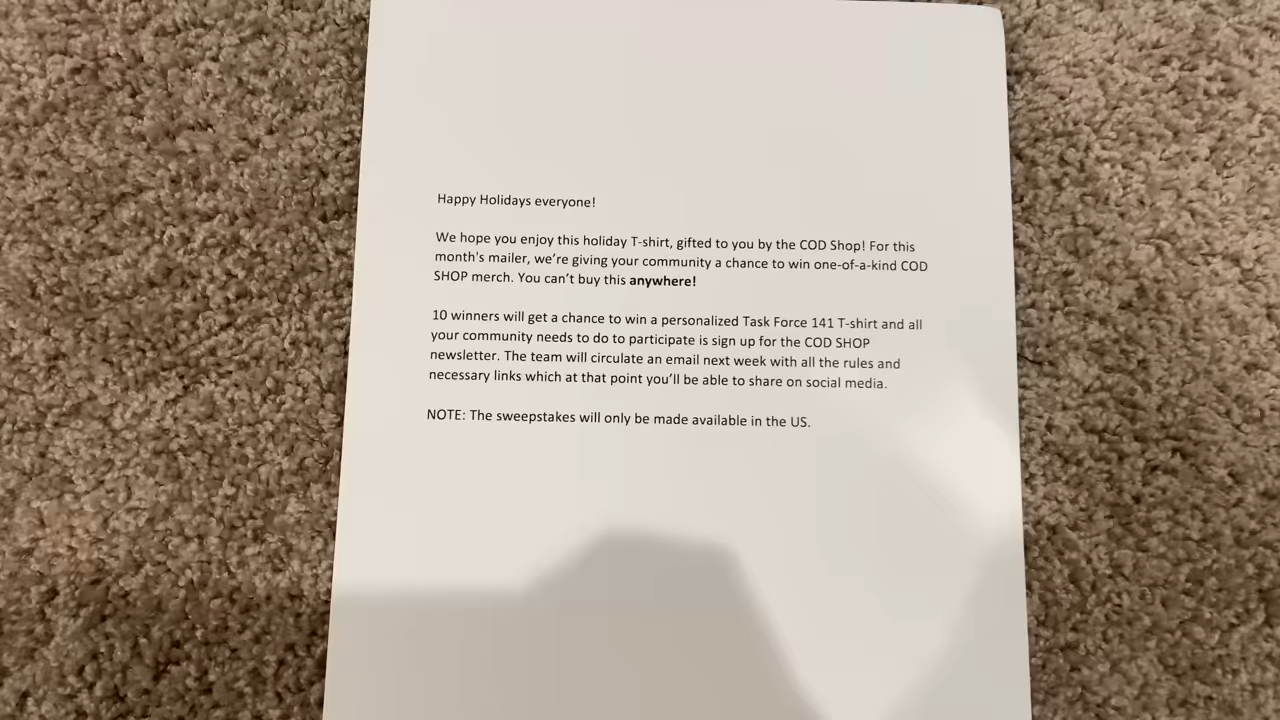 Happy Holidays everyone!
We hope you enjoy this holiday T-shirt, gifted to you by the COD Shop! For this
month's mailer, we're giving your community a chance to win one-of-a-kind COD
SHOP merch. You can't buy this anywhere!
10 winners will get a chance to win a personalized Task Force 141 T-shirt and all
your community needs to do to participate is sign up for the COD SHOP
newsletter. The team will circulate an email next week with all the rules and
necessary links which at that point you'll be able to share on social media.
NOTE: The sweepstakes will only be made available in the US.